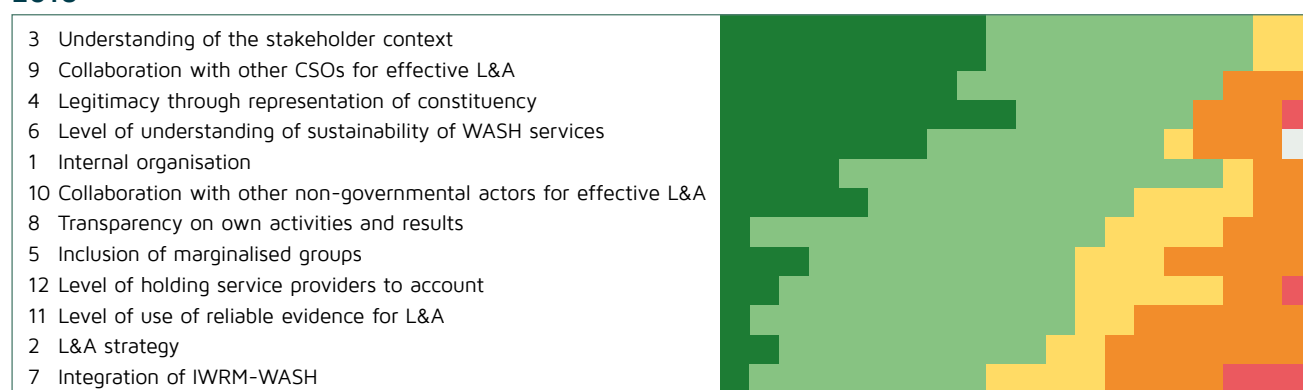 3 Understanding of the stakeholder context
9 Collaboration with other CSOs for effective L&A
4 Legitimacy through representation of constituency
6 Level of understanding of sustainability of WASH services
1 Internal organisation
10 Collaboration with other non-governmental actors for effective L&A
8 Transparency on own activities and results
5 Inclusion of marginalised groups
12 Level of holding service providers to account
11 Level of use of reliable evidence for L&A
2 L&A strategy
7 Integration of IWRM-WASH